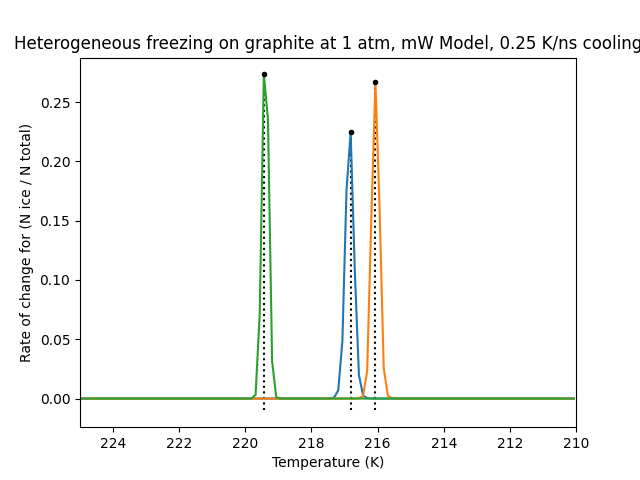 Heterogeneous freezing on graphite at 1 atm, mW Model, 0.25 K/ns cooling
Rate of change for (N ice / N total)
0.25
0.20
0.15
0.10
0.05
0.00
224 222 220 218 216 214 212 210
Temperature (K)